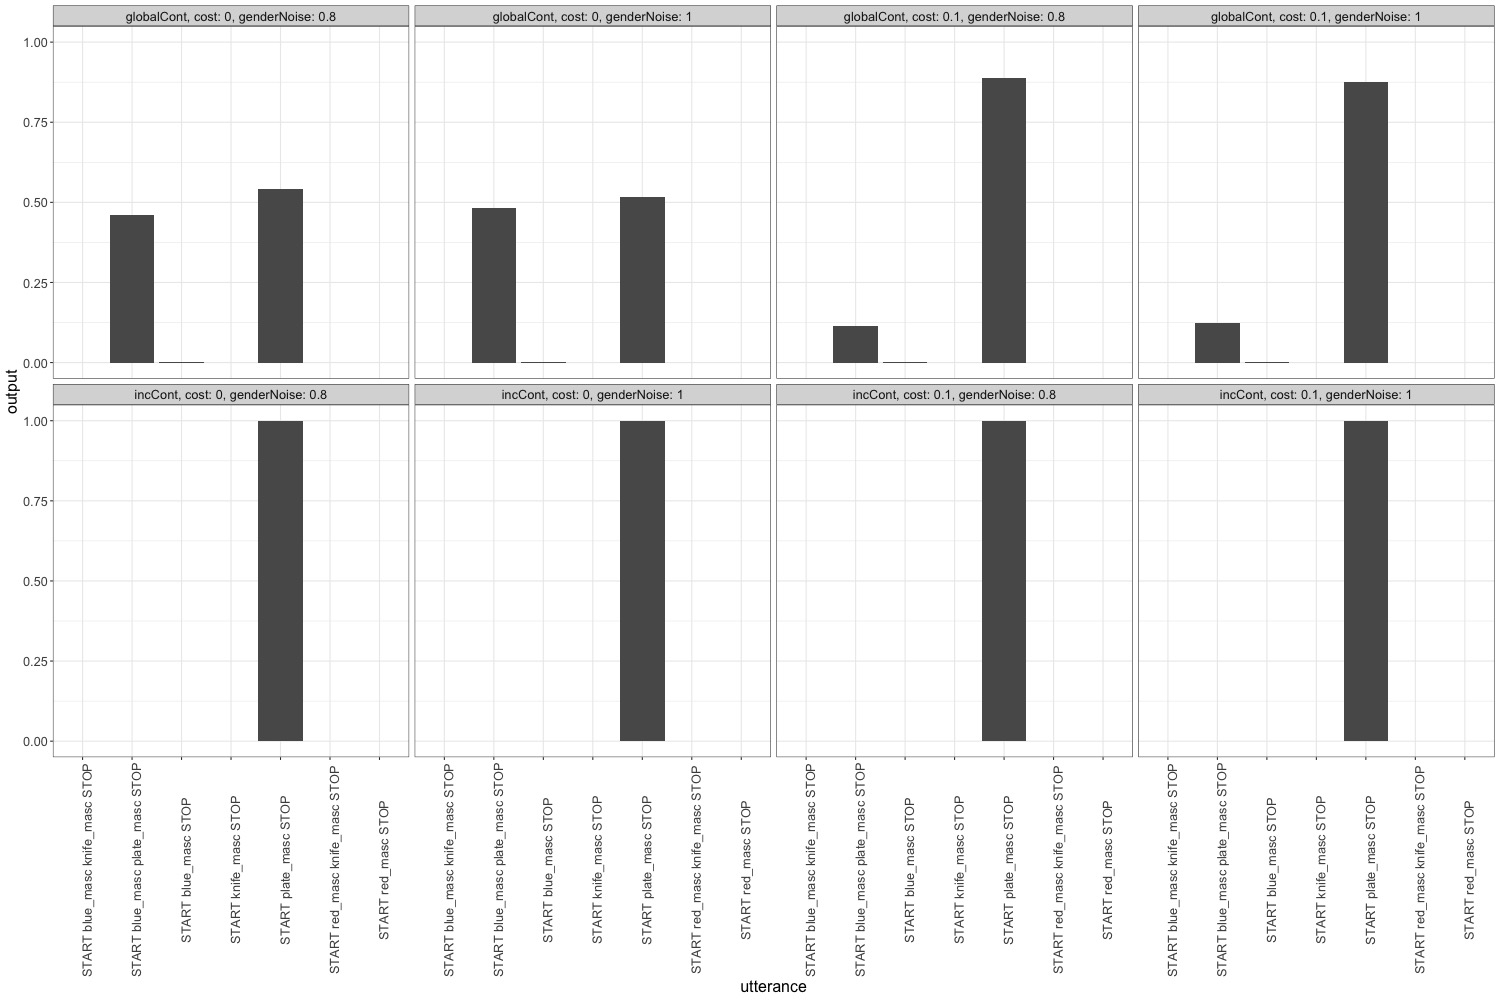 globalCont, cost: 0, genderNoise: 0.8
globalCont, cost: 0, genderNoise: 1
globalCont, cost: 0.1, genderNoise: 0.8
globalCont, cost: 0.1, genderNoise: 1
1.00
0.75
0.50
0.25
0.00
output
incCont, cost: 0, genderNoise: 0.8
incCont, cost: 0, genderNoise: 1
incCont, cost: 0.1, genderNoise: 0.8
incCont, cost: 0.1, genderNoise: 1
1.00
0.75
0.50
0.25
0.00
START blue_masc knife_masc STOP
START blue_masc plate_masc STOP
START blue_masc STOP
START knife_masc STOP
START plate_masc STOP
START red_masc knife_masc STOP
START red_masc STOP
START blue_masc knife_masc STOP
START blue_masc plate_masc STOP
START blue_masc STOP
START knife_masc STOP
START plate_masc STOP
START red_masc knife_masc STOP
START red_masc STOP
START blue_masc knife_masc STOP
START blue_masc plate_masc STOP
START blue_masc STOP
START knife_masc STOP
START plate_masc STOP
START red_masc knife_masc STOP
START red_masc STOP
START blue_masc knife_masc STOP
START blue_masc plate_masc STOP
START blue_masc STOP
START knife_masc STOP
START plate_masc STOP
START red_masc knife_masc STOP
START red_masc STOP
utterance